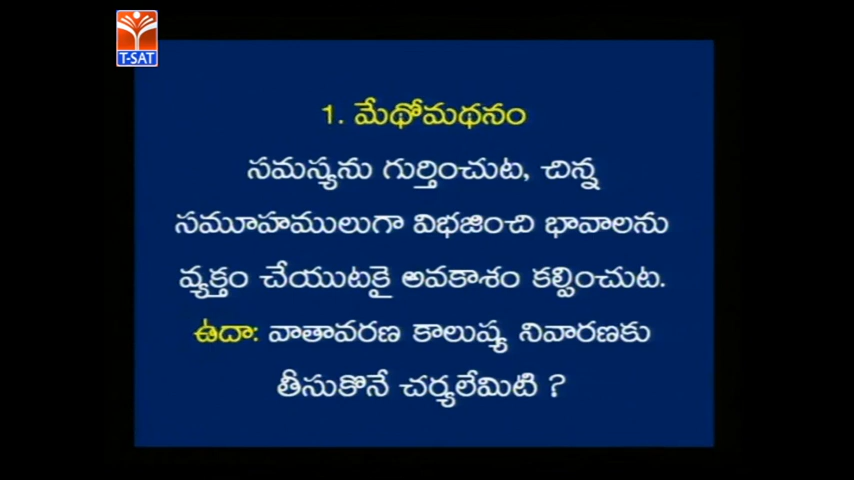 T-SAT
1. మేథోమథనం
సమస్యను గుర్తించుట, చిన్న
సమూహములుగా విభజించి భావాలను
వ్యక్తం చేయుటకై అవకాశం కల్పించుట.
ఉదా: వాతావరణ కాలుష్య నివారణకు
తీసుకొనే చర్యలేమిటి ?